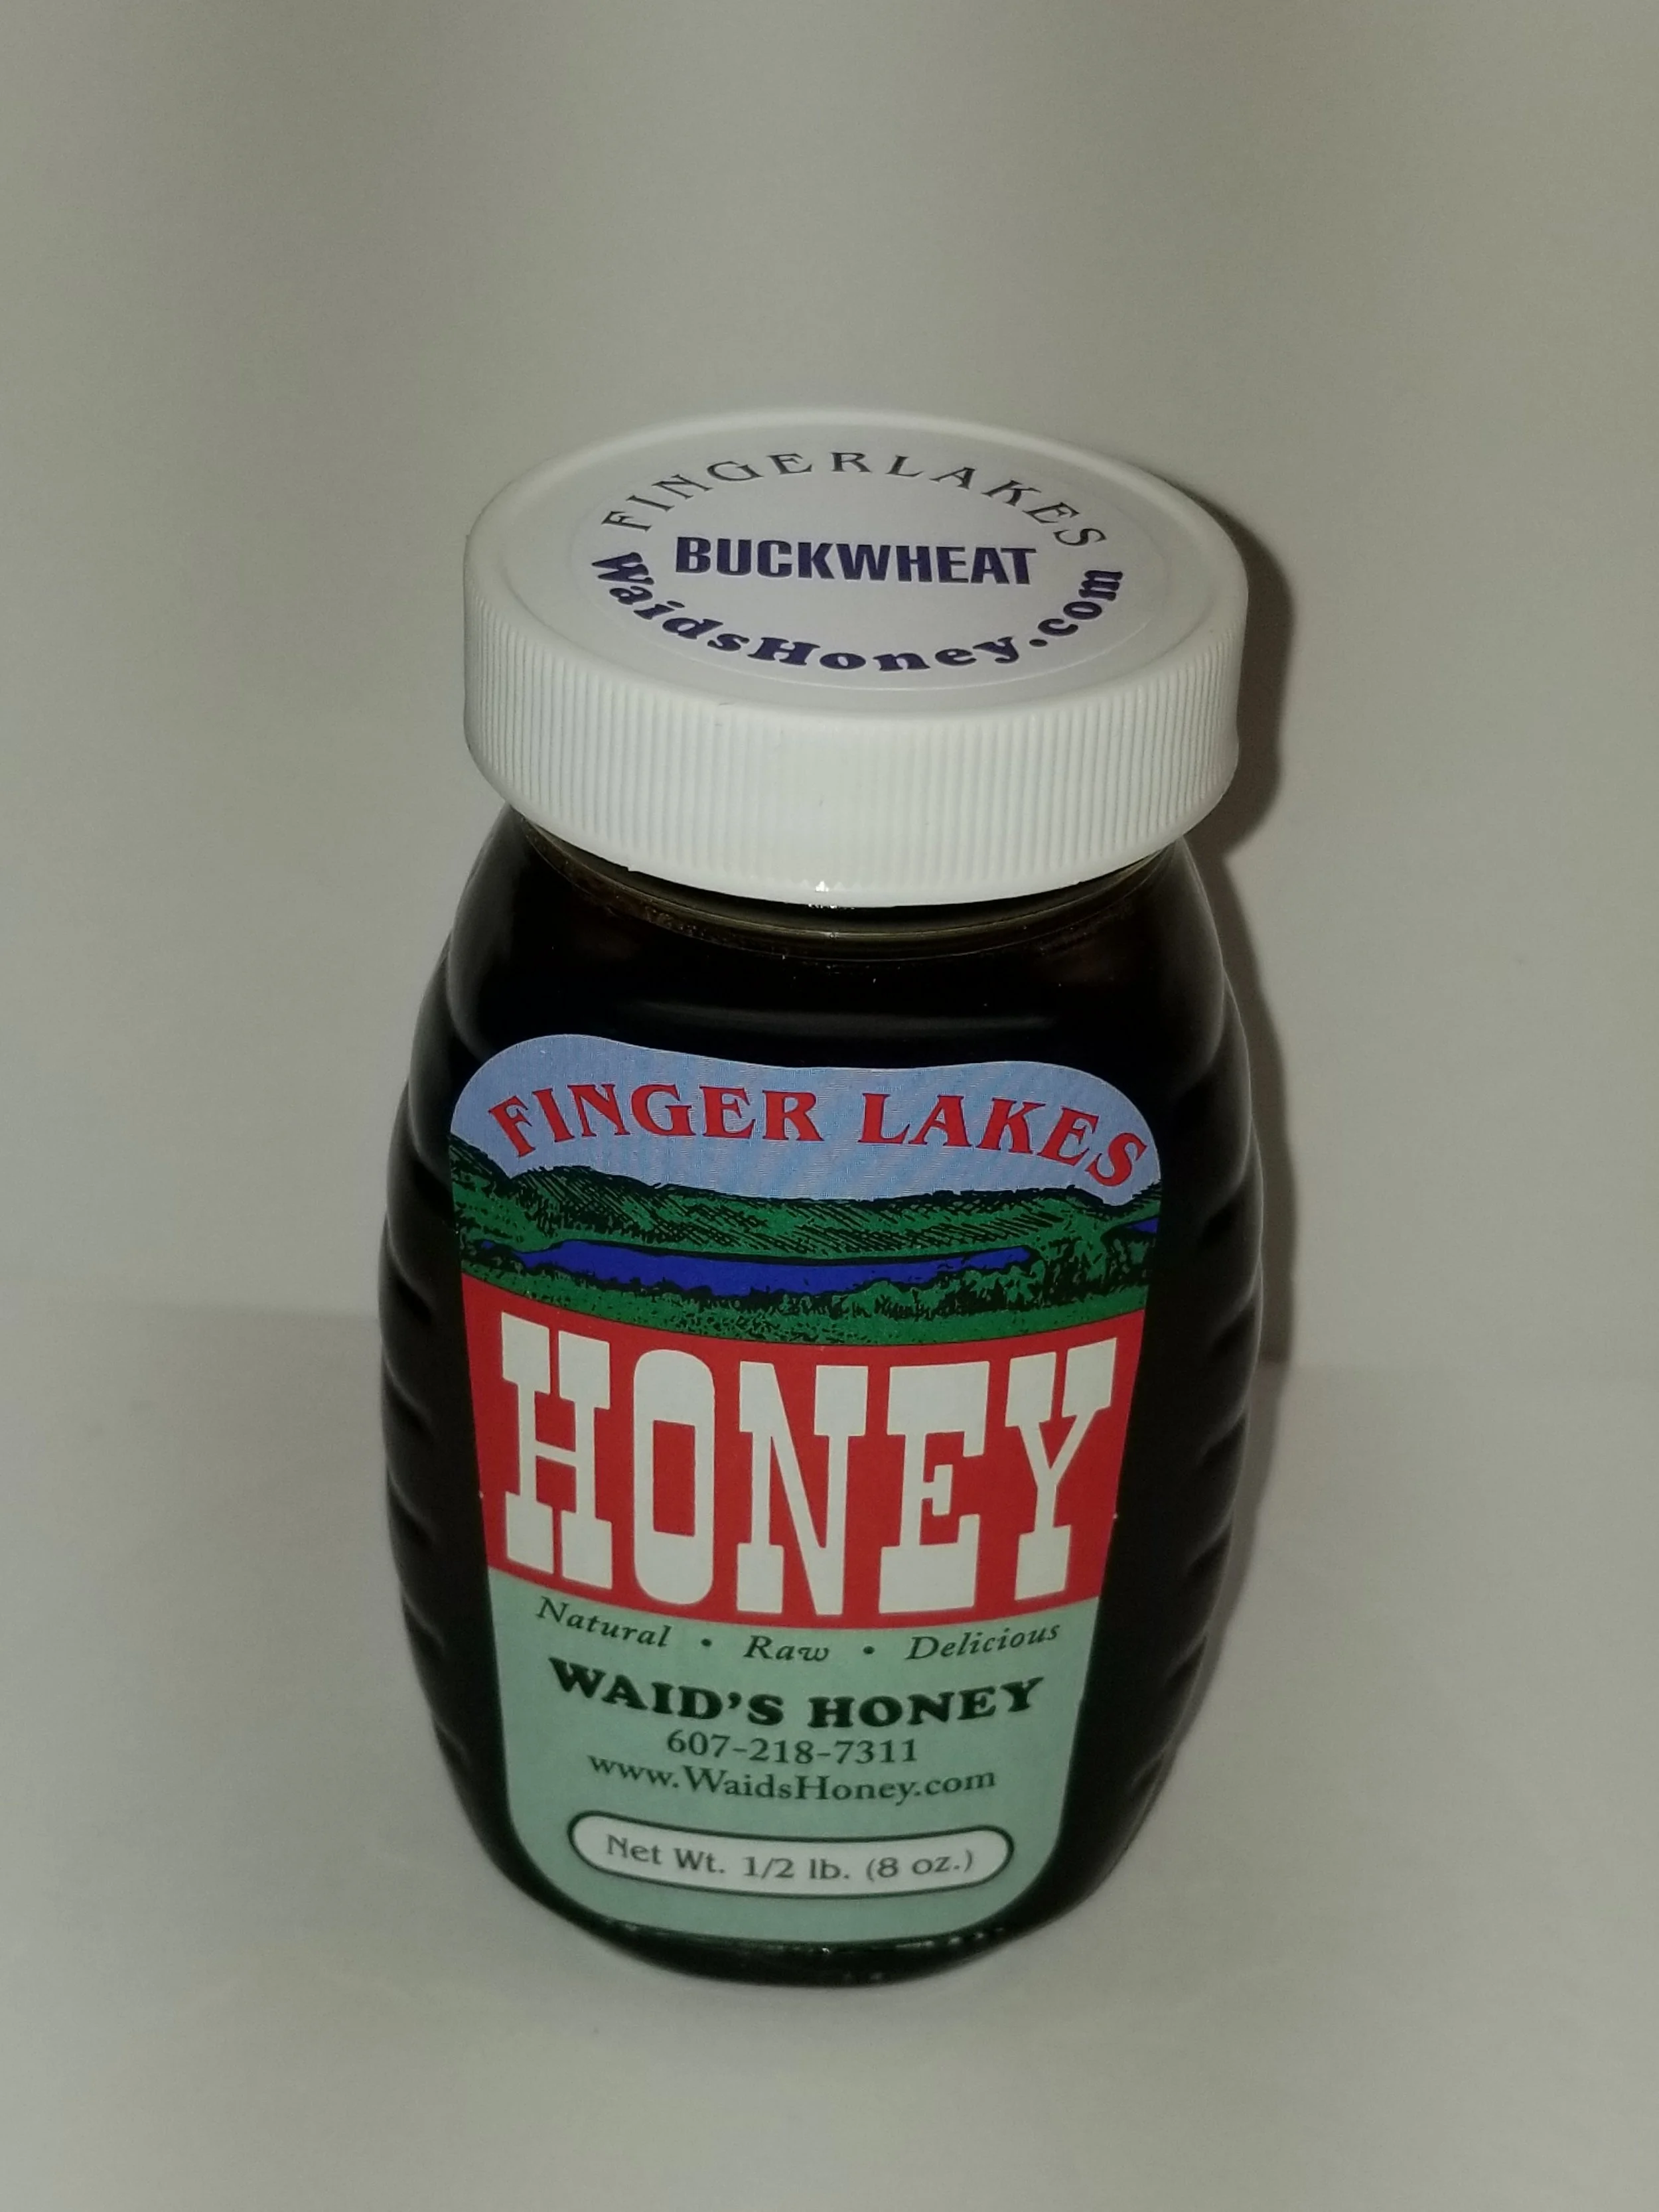 FINGERLAKES
BUCKWHEAT
WaidsHoney.com
FINGER LAKES
HONEY
Natural • Raw • Delicious
WAID'S HONEY
607-218-7311
www.WaidsHoney.com
Net Wt. 1/2 lb. (8 oz.)